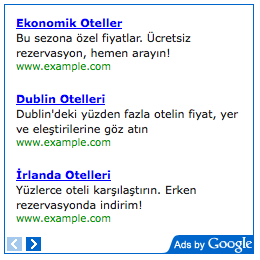 Ekonomik Oteller
Bu sezona özel fiyatlar. Ücretsiz
rezervasyon, hemen arayın!
www.example.com
Dublin Otelleri
Dublin'deki yüzden fazla otelin fiyat, yer
ve eleştirilerine göz atın
www.example.com
İrlanda Otelleri
Yüzlerce oteli karşılaştırın. Erken
rezervasyonda indirim!
www.example.com
Ads by Google